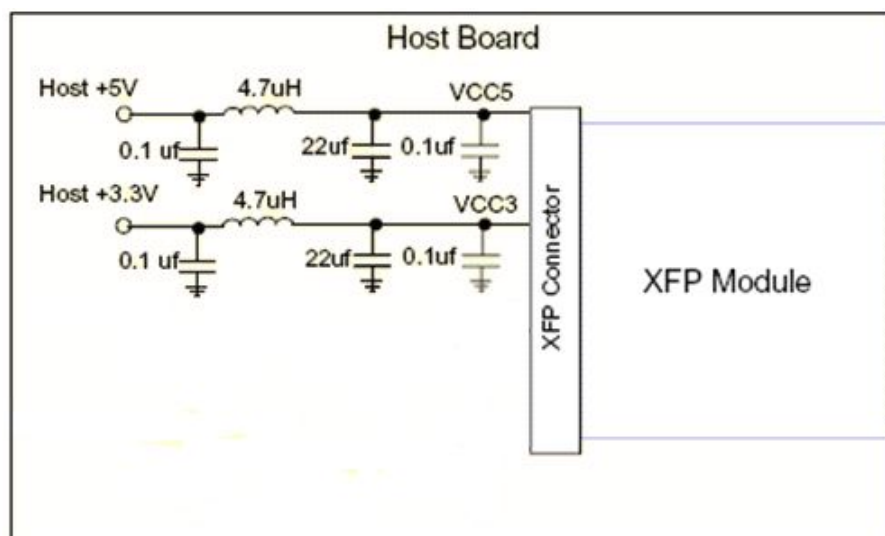 Host Board
Host +5V
4.7uH
VCC5
0.1 uf
22uf
0.1uf
Host +3.3V
4.7uH
VCC3
0.1 uf
22uf
0.1uf
XFP Connector
XFP Module